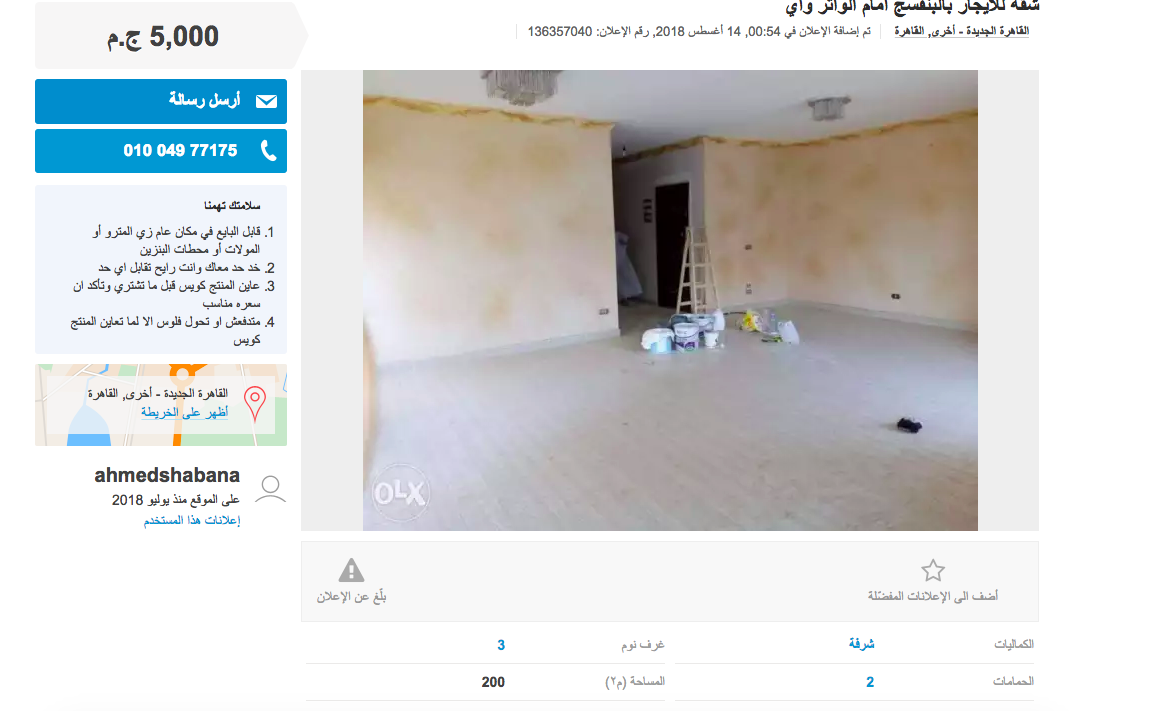 شقة للايجار بالبنفسج امام الواتر واي
القاهرة الجديدة - أخرى, القاهرة
تم إضافة الإعلان في 00:54, 14 أغسطس 2018, رقم الإعلان: 136357040
5,000 ج.م
أرسل رسالة
010 049 77175
سلامتك تهمنا
1. قابل البايع في مكان عام زي المترو أو
المولات أو محطات البنزين
2. خد حد معاك وانت رايح تقابل اي حد
3. عاين المنتج كويس قبل ما تشتري وتأكد ان
سعره مناسب
4. متدفعش او تحول فلوس الا لما تعاين المنتج
كويس
القاهرة الجديدة - أخرى, القاهرة
أظهر على الخريطة
ahmedshabana
على الموقع منذ يوليو 2018
إعلانات هذا المستخدم
OLX
أضف الى الإعلانات المفضّلة
بلّغ عن الإعلان
الكماليات شرفة
غرف نوم 3
الحمامات 2
المساحة (م٢) 200